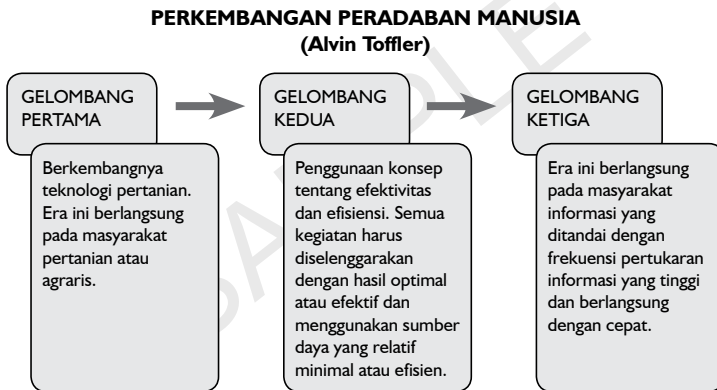 PERKEMBANGAN PERADABAN MANUSIA
(Alvin Toffler)
GELOMBANG
PERTAMA
Berkembangnya
teknologi pertanian.
Era ini berlangsung
pada masyarakat
pertanian atau
agraris.
GELOMBANG
KEDUA
Penggunaan konsep
tentang efektivitas
dan efisiensi. Semua
kegiatan harus
diselenggarakan
dengan hasil optimal
atau efektif dan
menggunakan sumber
daya yang relatif
minimal atau efisien.
GELOMBANG
KETIGA
Era ini berlangsung
pada masyarakat
informasi yang
ditandai dengan
frekuensi pertukaran
informasi yang tinggi
dan berlangsung
dengan cepat.